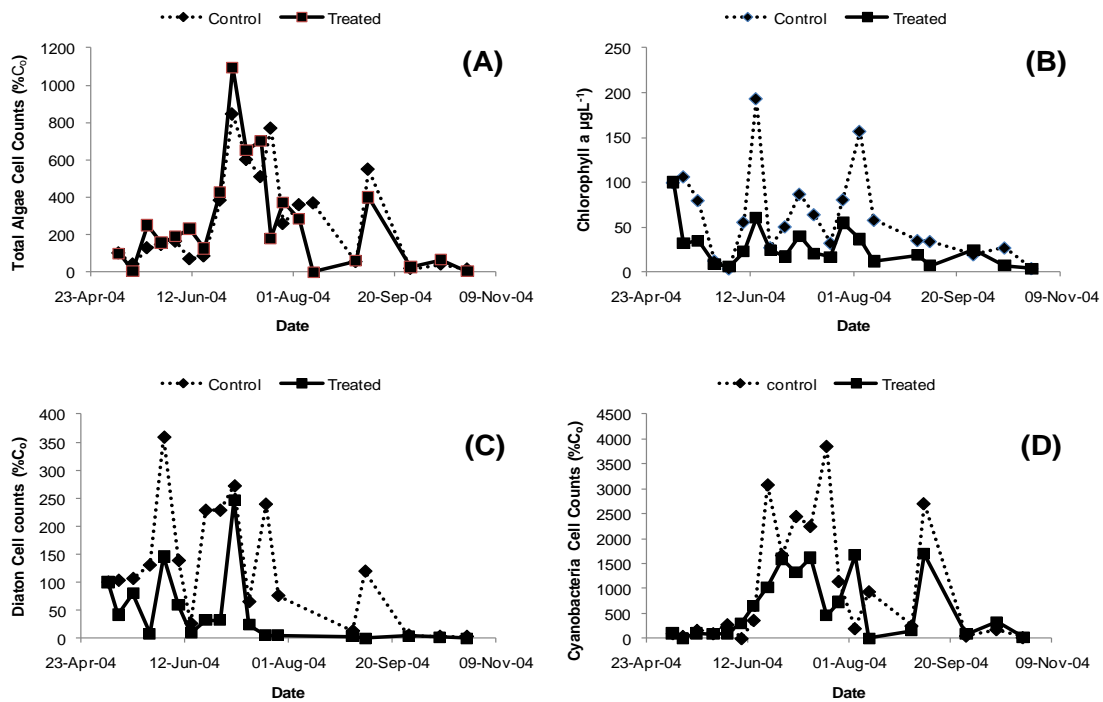 Control Treated
(A)
Total Algae Cell Counts (%Co)
1200
1000
800
600
400
200
0
23-Apr-04 12-Jun-04 01-Aug-04 20-Sep-04 09-Nov-04
Date
Control Treated
(B)
Chlorophyll a µgL-1)
250
200
150
100
50
0
23-Apr-04 12-Jun-04 01-Aug-04 20-Sep-04 09-Nov-04
Date
Control Treated
(C)
Diaton Cell counts (%Co)
400
350
300
250
200
150
100
50
0
23-Apr-04 12-Jun-04 01-Aug-04 20-Sep-04 09-Nov-04
Date
control Treated
(D)
Cyanobacteria Cell Counts (%Co)
4500
4000
3500
3000
2500
2000
1500
1000
500
0
23-Apr-04 12-Jun-04 01-Aug-04 20-Sep-04 09-Nov-04
Date